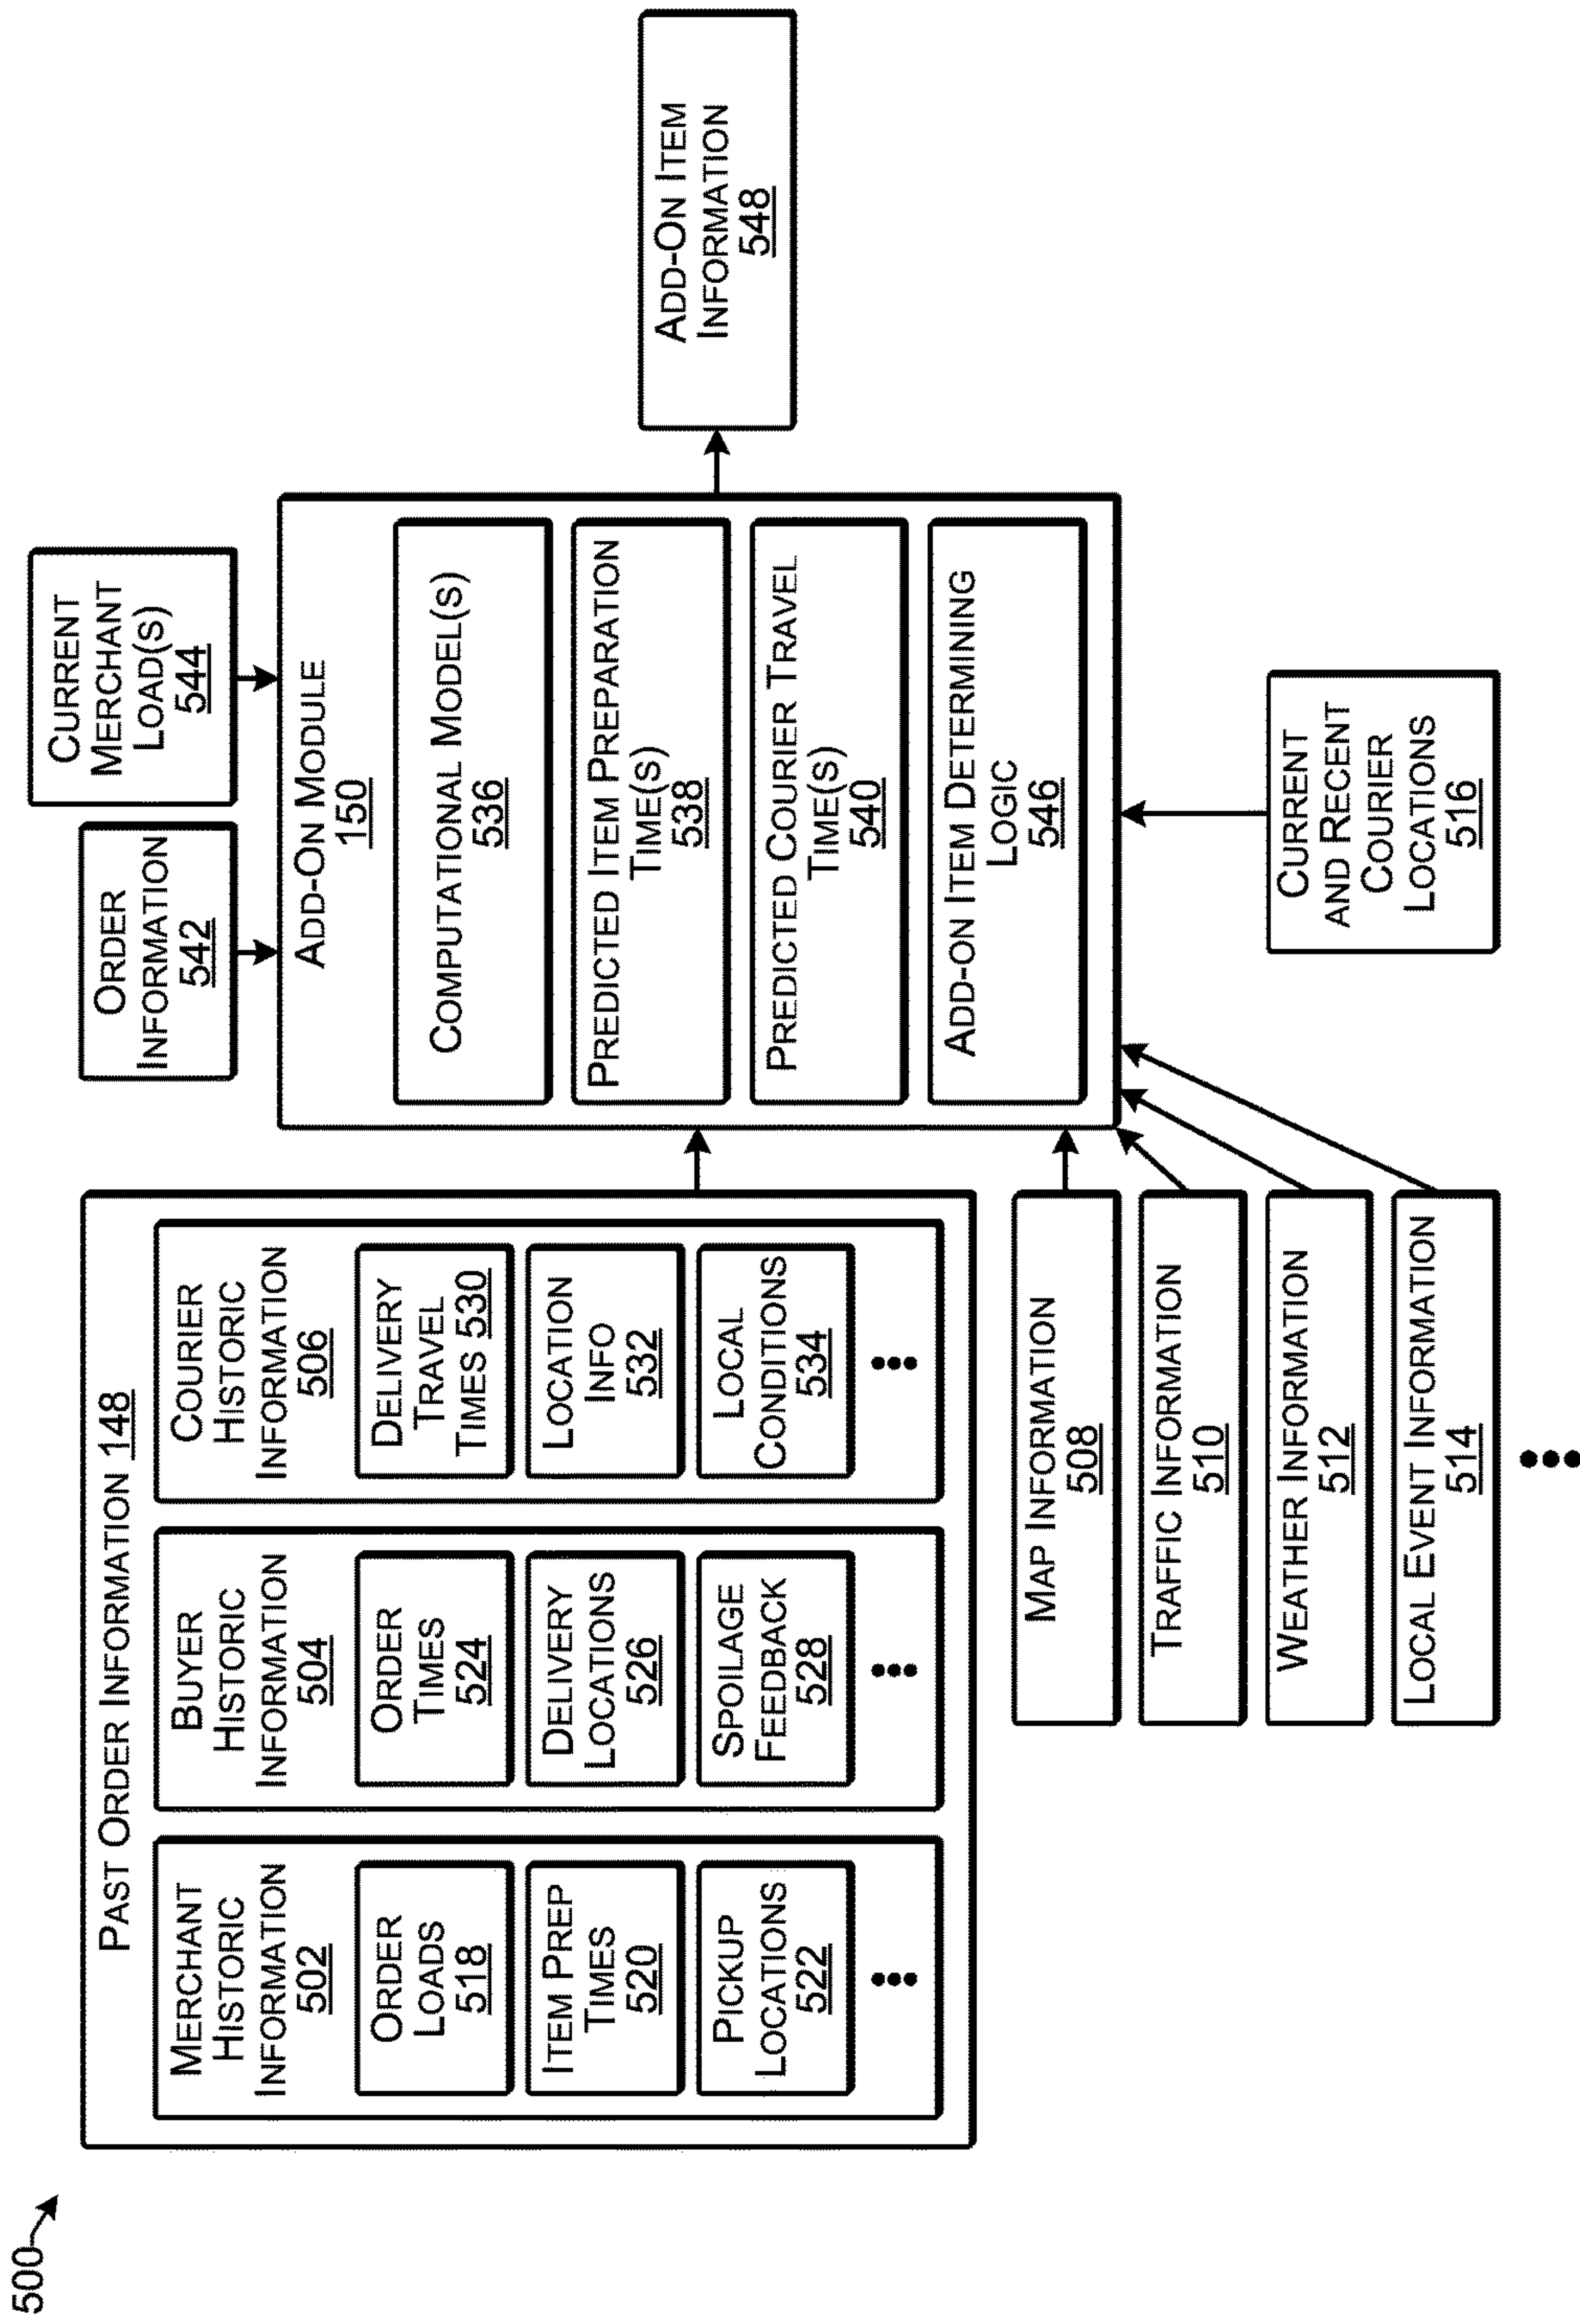 500
PAST ORDER INFORMATION 148
MERCHANT
HISTORIC
INFORMATION
502
ORDER
LOADS
518
ITEM PREP
TIMES
520
PICKUP
LOCATIONS
522
BUYER
HISTORIC
INFORMATION
504
ORDER
TIMES
524
DELIVERY
LOCATIONS
526
SPOILAGE
FEEDBACK
528
COURIER
HISTORIC
INFORMATION
506
DELIVERY
TRAVEL
TIMES 530
LOCATION
INFO
532
LOCAL
CONDITIONS
534
MAP INFORMATION
508
TRAFFIC INFORMATION
510
WEATHER INFORMATION
512
LOCAL EVENT INFORMATION
514
ORDER
INFORMATION
542
CURRENT
MERCHANT
LOAD(S)
544
ADD-ON MODULE
150
COMPUTATIONAL MODEL(S)
536
PREDICTED ITEM PREPARATION
TIME(S)
538
PREDICTED COURIER TRAVEL
TIME(S)
540
ADD-ON ITEM DETERMINING
LOGIC
546
CURRENT
AND RECENT
COURIER
LOCATIONS
516
ADD-ON ITEM
INFORMATION
548